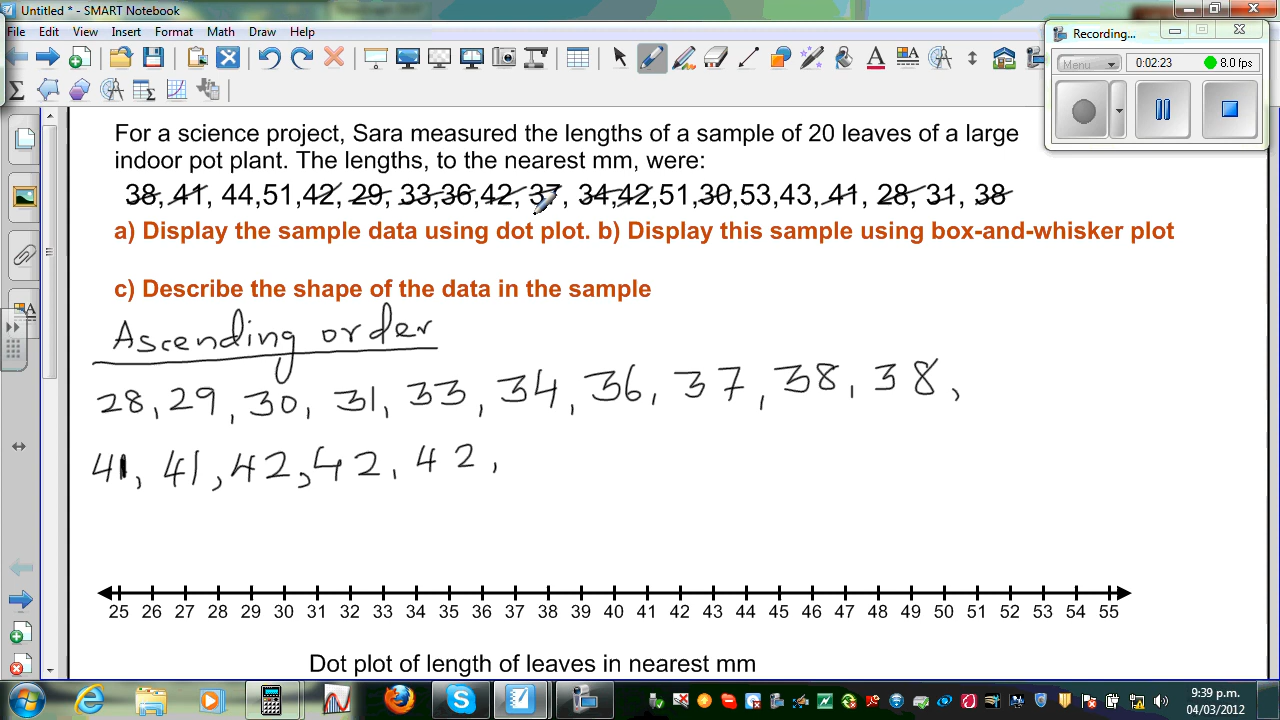 Untitled * - SMART Notebook
File Edit View Insert Format Math Draw Help
Recording...
Menu 0:02:23 8.0 fps
For a science project, Sara measured the lengths of a sample of 20 leaves of a large
indoor pot plant. The lengths, to the nearest mm, were:
38, 41, 44,51,42, 29, 33,36,42, 37, 34,42,51,30,53,43, 41, 28, 31, 38
a) Display the sample data using dot plot. b) Display this sample using box-and-whisker plot
c) Describe the shape of the data in the sample
Ascending order
28, 29, 30, 31, 33, 34, 36, 37, 38, 38,
41, 41, 42, 42, 42,
25 26 27 28 29 30 31 32 33 34 35 36 37 38 39 40 41 42 43 44 45 46 47 48 49 50 51 52 53 54 55
Dot plot of length of leaves in nearest mm
9:39 p.m.
04/03/2012